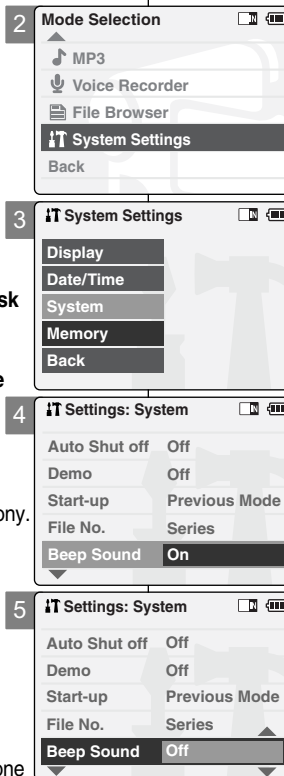 2
Mode Selection
N
MP3
Voice Recorder
File Browser
System Settings
Back
3
System Settings
N
Display
Date/Time
System
sk
Memory
Back
e
4
Settings: System
N
Auto Shut off Off
Demo Off
Start-up Previous Mode
ony.
File No. Series
Beep Sound On
5
Settings: System
N
Auto Shut off Off
Demo Off
Start-up Previous Mode
File No. Series
Beep Sound Off
one